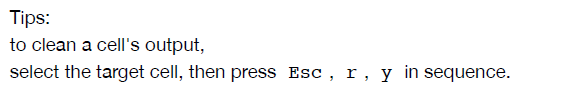 Tips:
to clean a cell's output,
select the target cell, then press Esc , r , y in sequence.